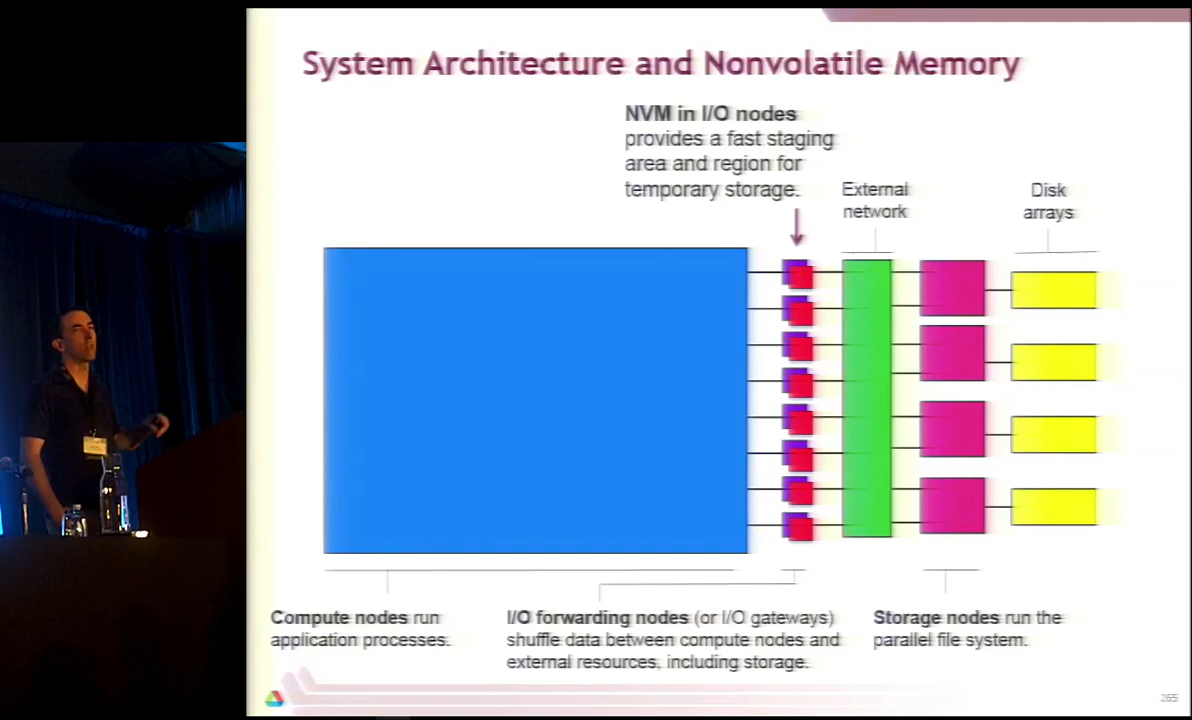 System Architecture and Nonvolatile Memory
NVM in I/O nodes
provides a fast staging
area and region for
temporary storage.
External
network
Disk
arrays
Compute nodes run
application processes.
I/O forwarding nodes (or I/O gateways)
shuffle data between compute nodes and
external resources, including storage.
Storage nodes run the
parallel file system.
265